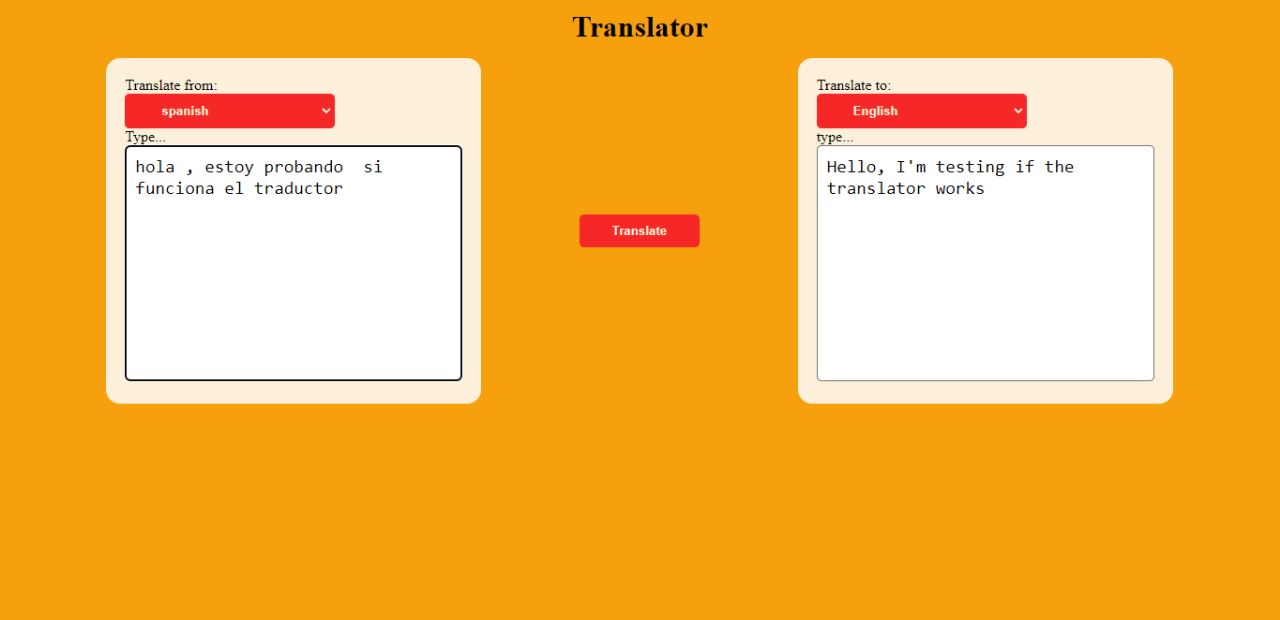 Translator
Translate from:
spanish
Type...
hola , estoy probando  si
funciona el traductor
Translate
Translate to:
English
type...
Hello, I'm testing if the
translator works